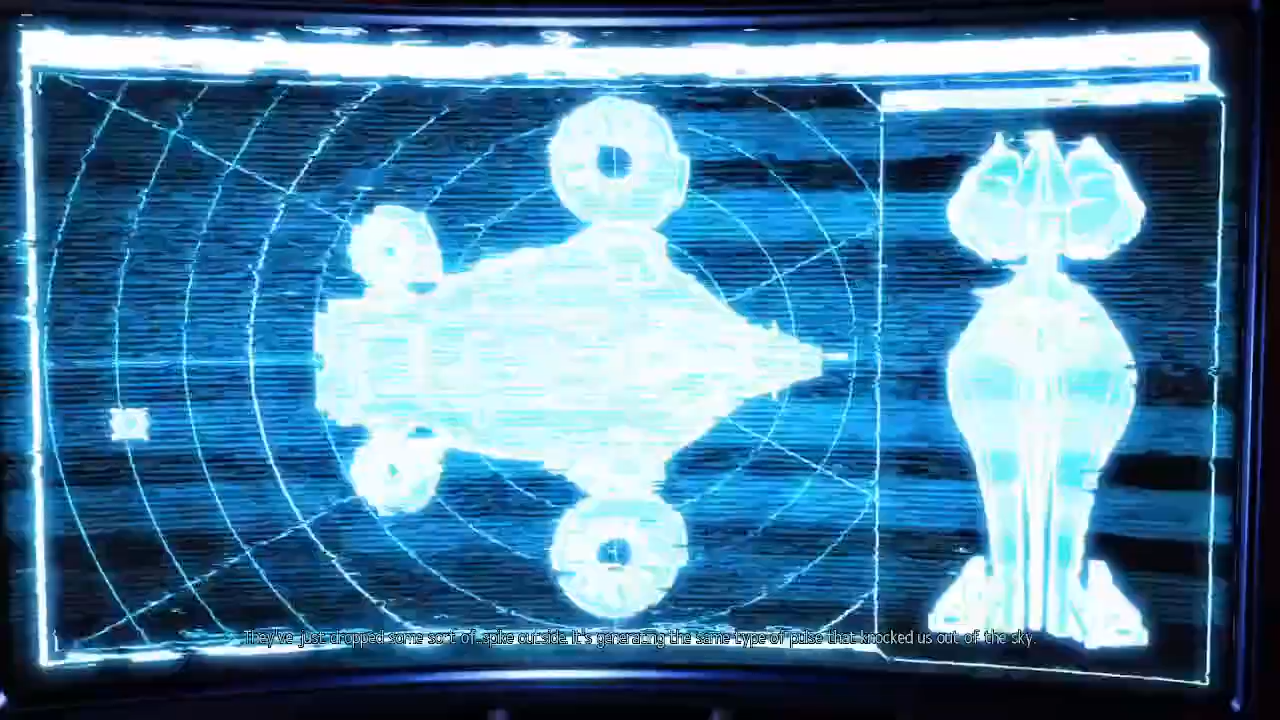 They've just dropped some sort of spike outside. It's generating the same type of pulse that knocked us out of the sky.